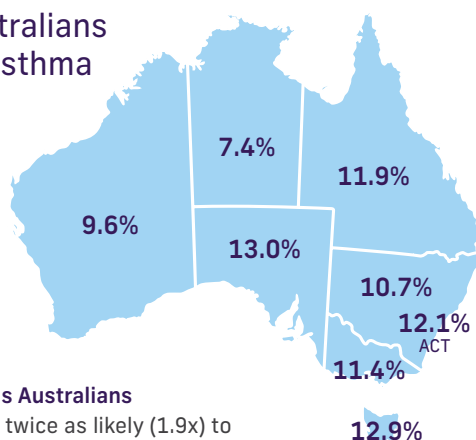 tralians
sthma
7.4%
11.9%
9.6%
13.0%
10.7%
12.1%
ACT
11.4%
s Australians
twice as likely (1.9x) to
12.9%